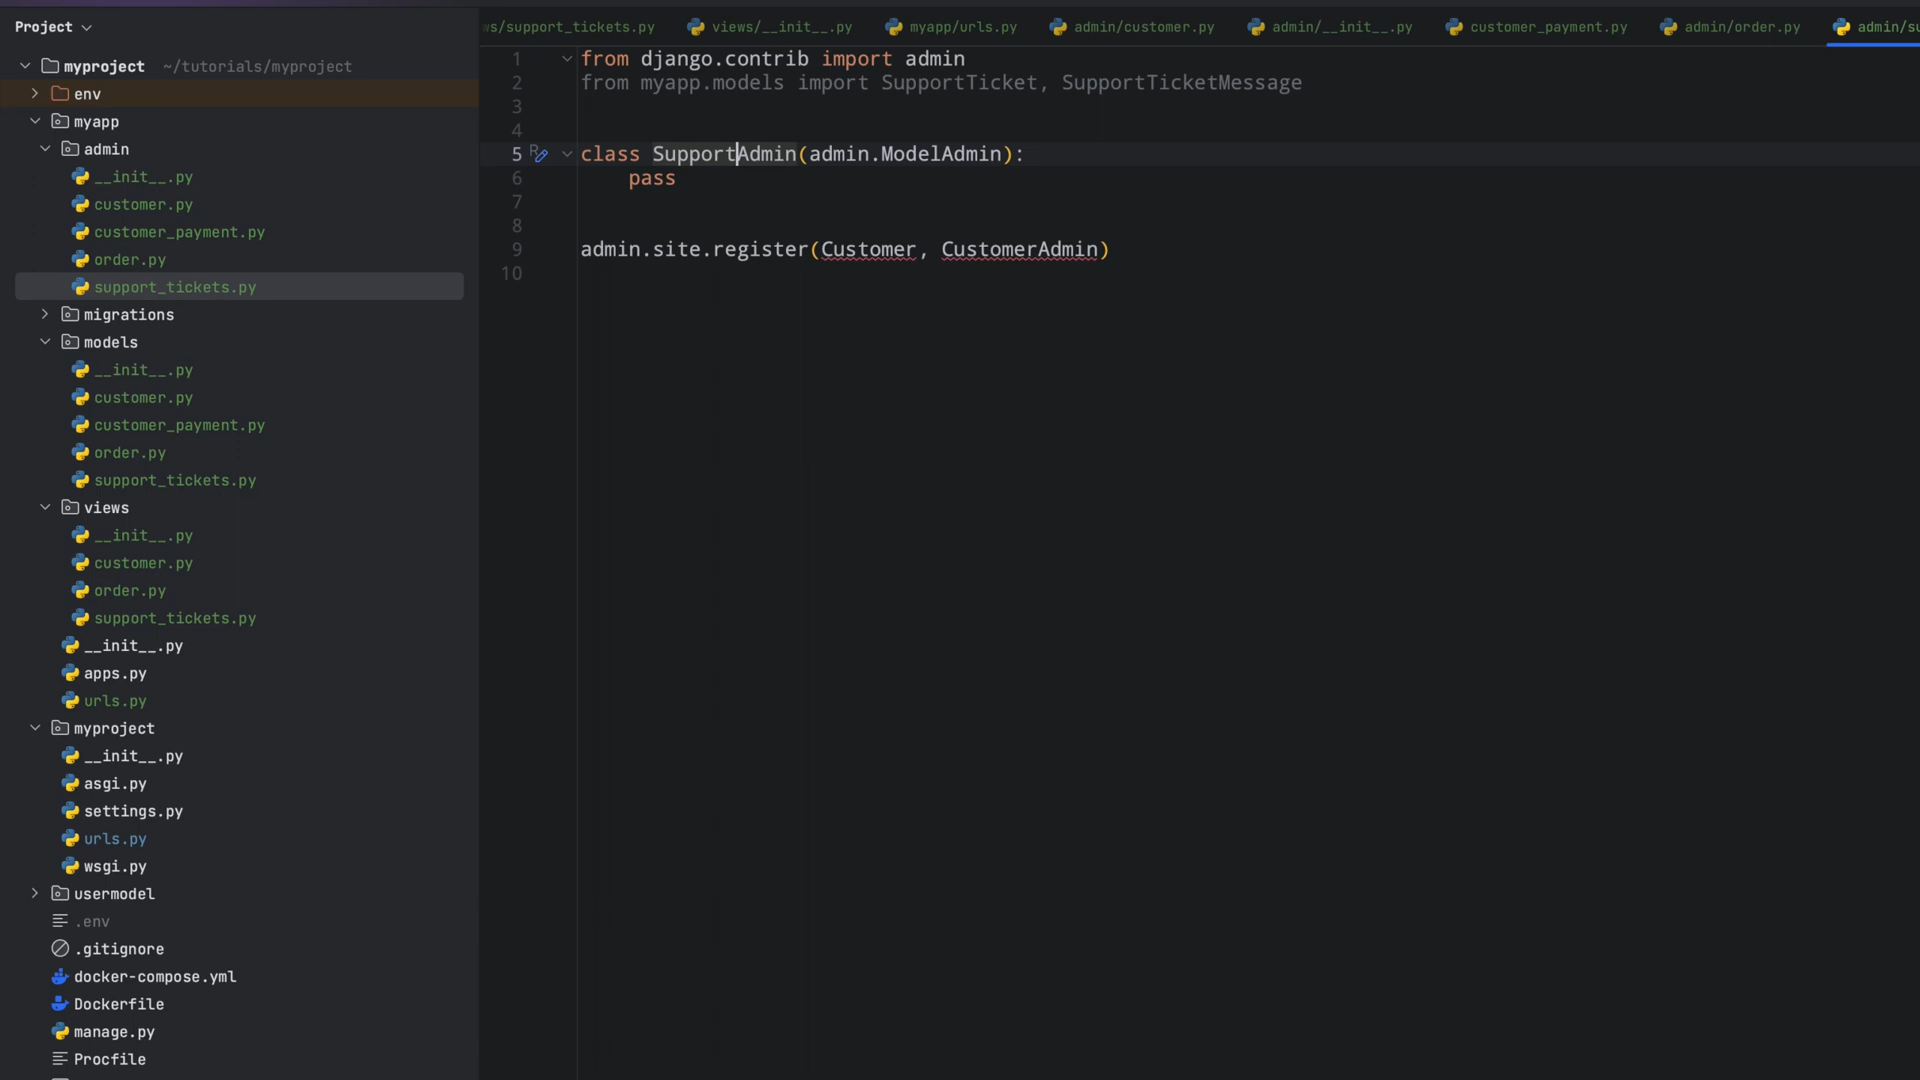 Project
ws/support_tickets.py
views/__init__.py
myapp/urls.py
admin/customer.py
admin/__init__.py
customer_payment.py
admin/order.py
admin/su
myproject ~/tutorials/myproject
env
myapp
admin
__init__.py
customer.py
customer_payment.py
order.py
support_tickets.py
migrations
models
__init__.py
customer.py
customer_payment.py
order.py
support_tickets.py
views
__init__.py
customer.py
order.py
support_tickets.py
__init__.py
apps.py
urls.py
myproject
__init__.py
asgi.py
settings.py
urls.py
wsgi.py
usermodel
.env
.gitignore
docker-compose.yml
Dockerfile
manage.py
Procfile
1 from django.contrib import admin
2 from myapp.models import SupportTicket, SupportTicketMessage
3
4
5 class SupportAdmin(admin.ModelAdmin):
6 pass
7
8
9 admin.site.register(Customer, CustomerAdmin)
10